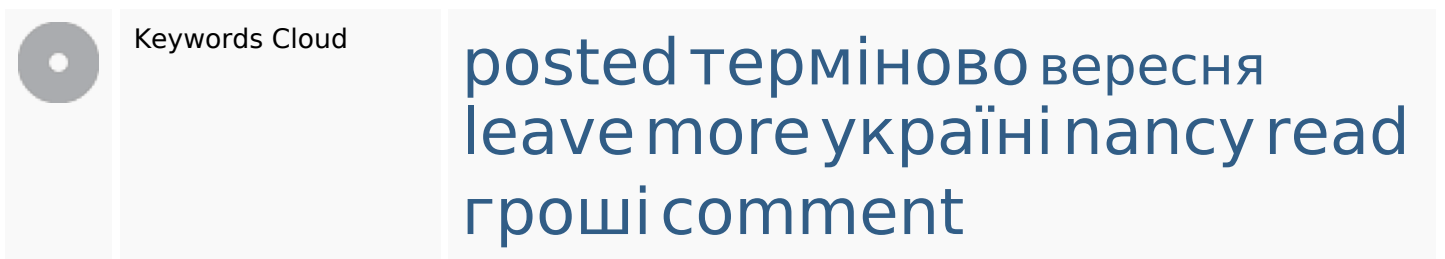 Keywords Cloud
posted терміново вересня
leave more україні nancy read
гроші comment